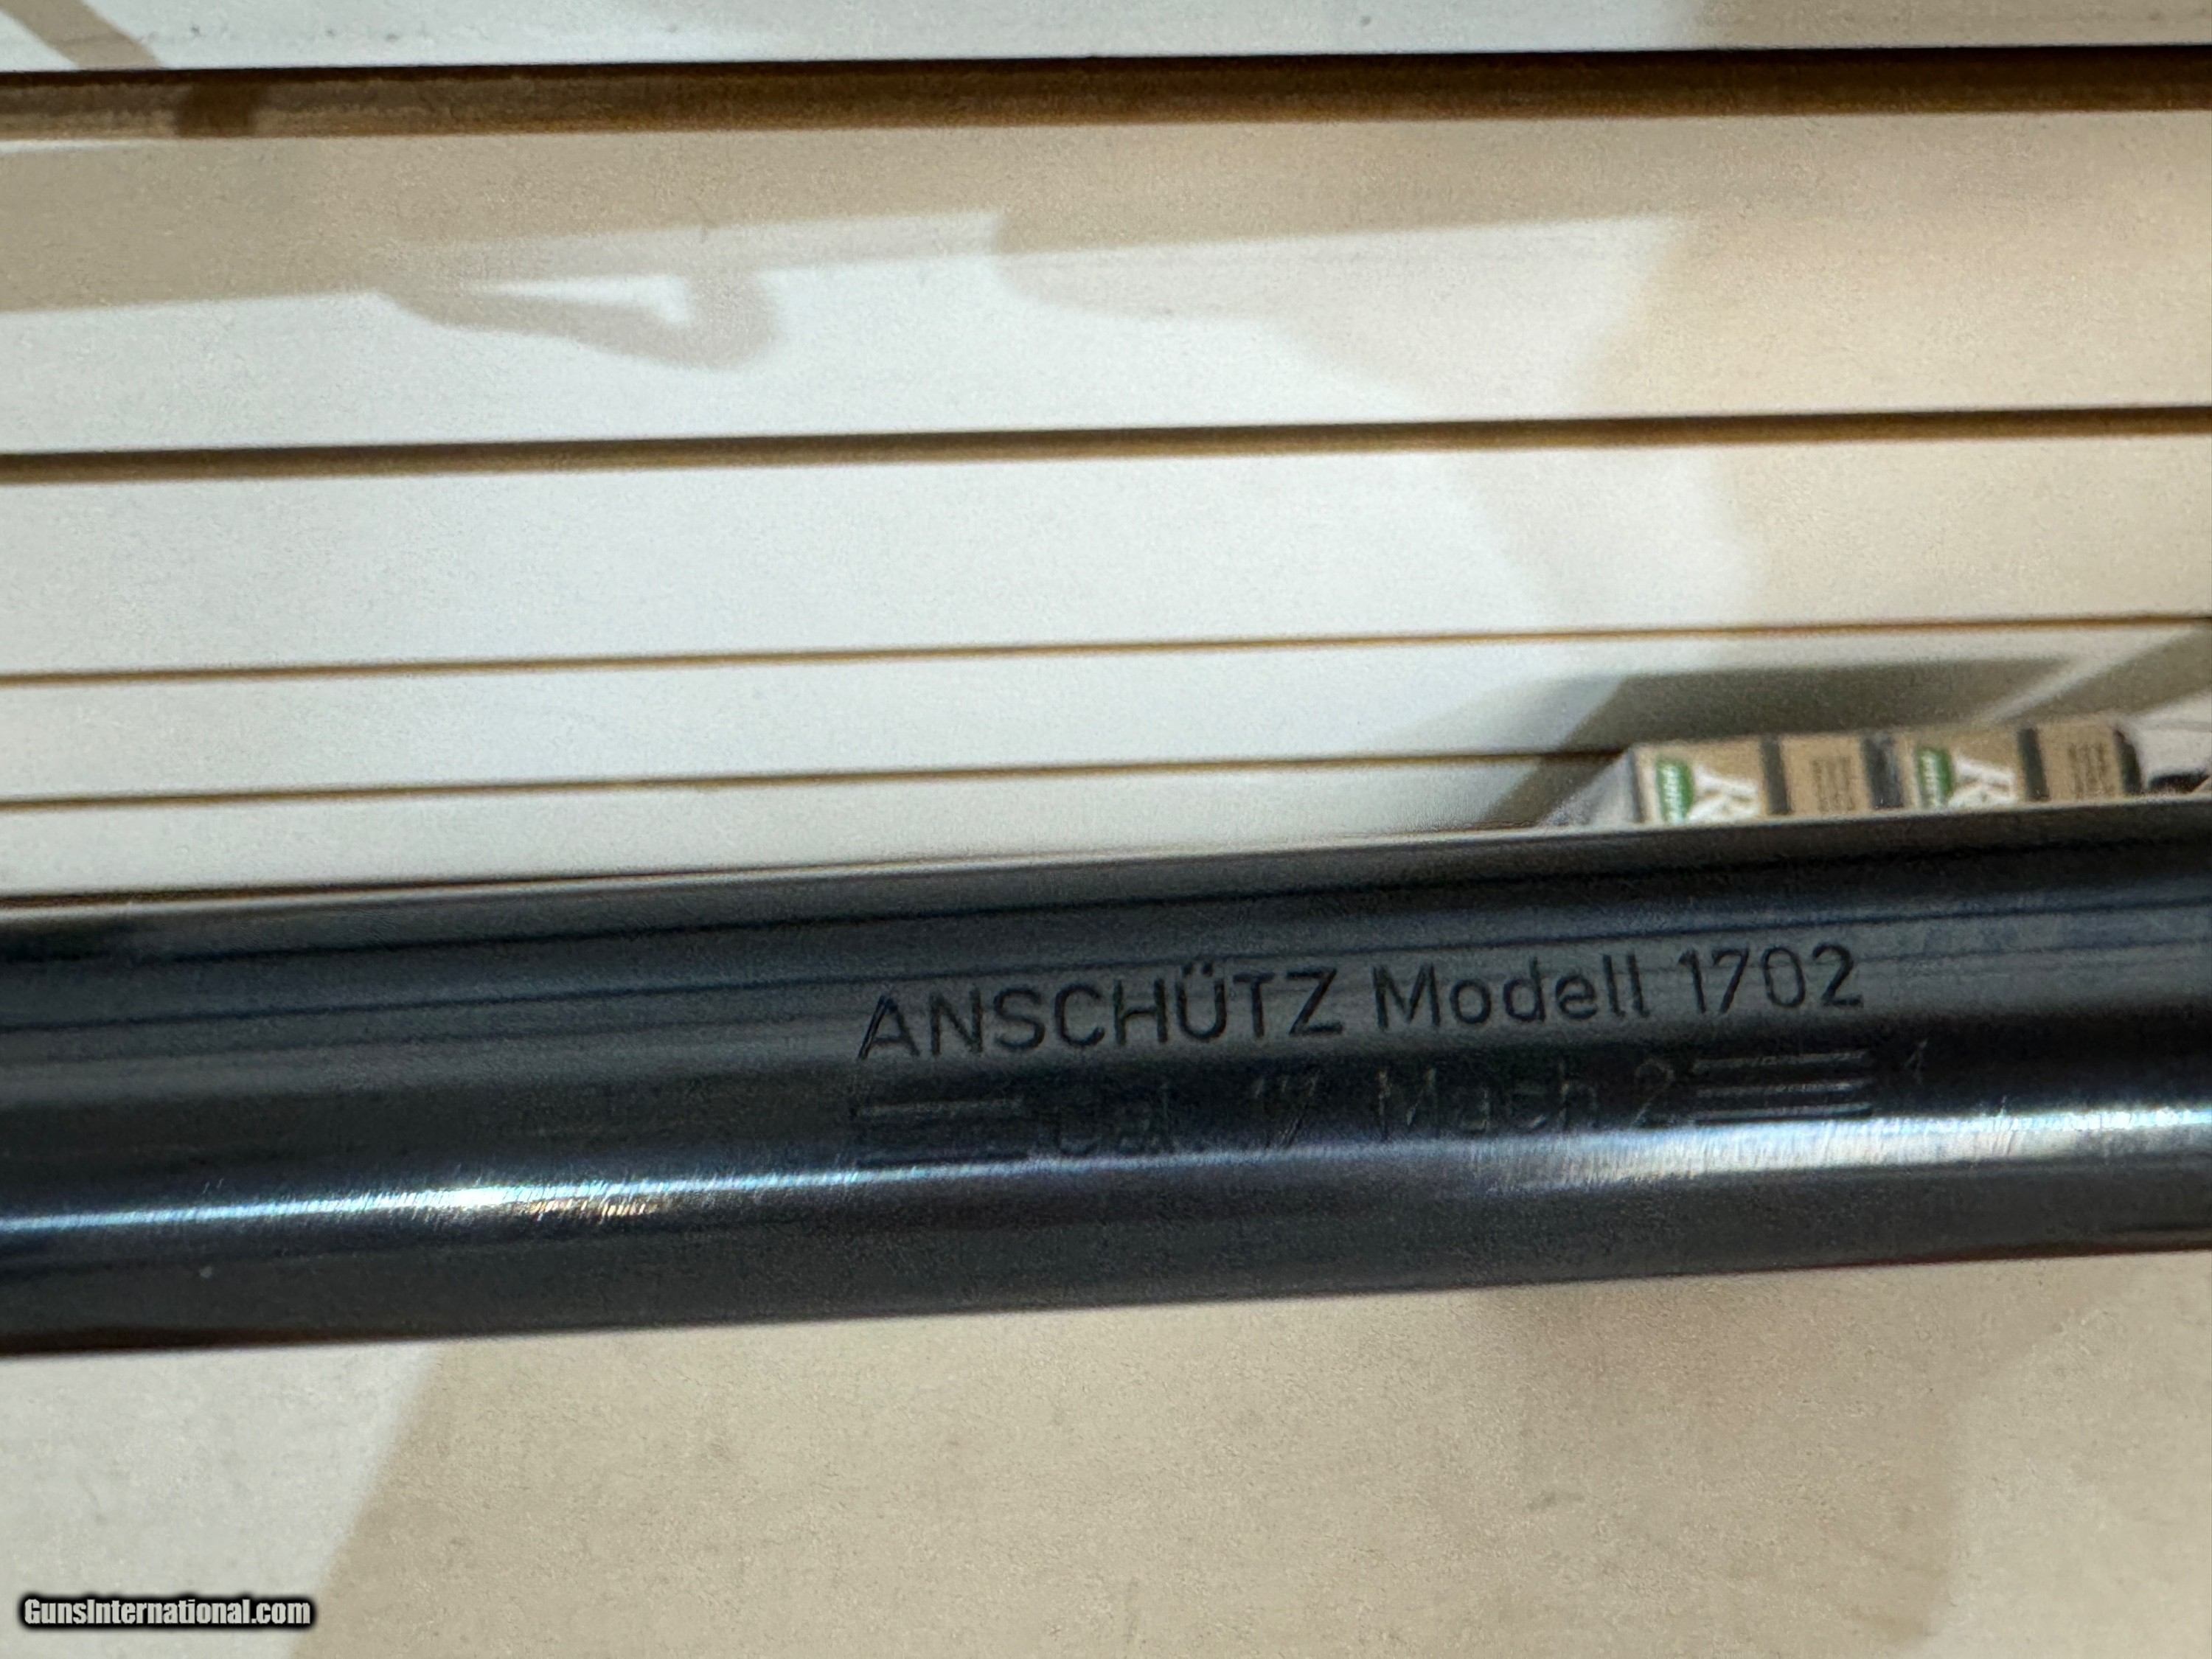 ANSCHÜTZ Modell 1702
Cal. 17 Mach 2
GunsInternational.com